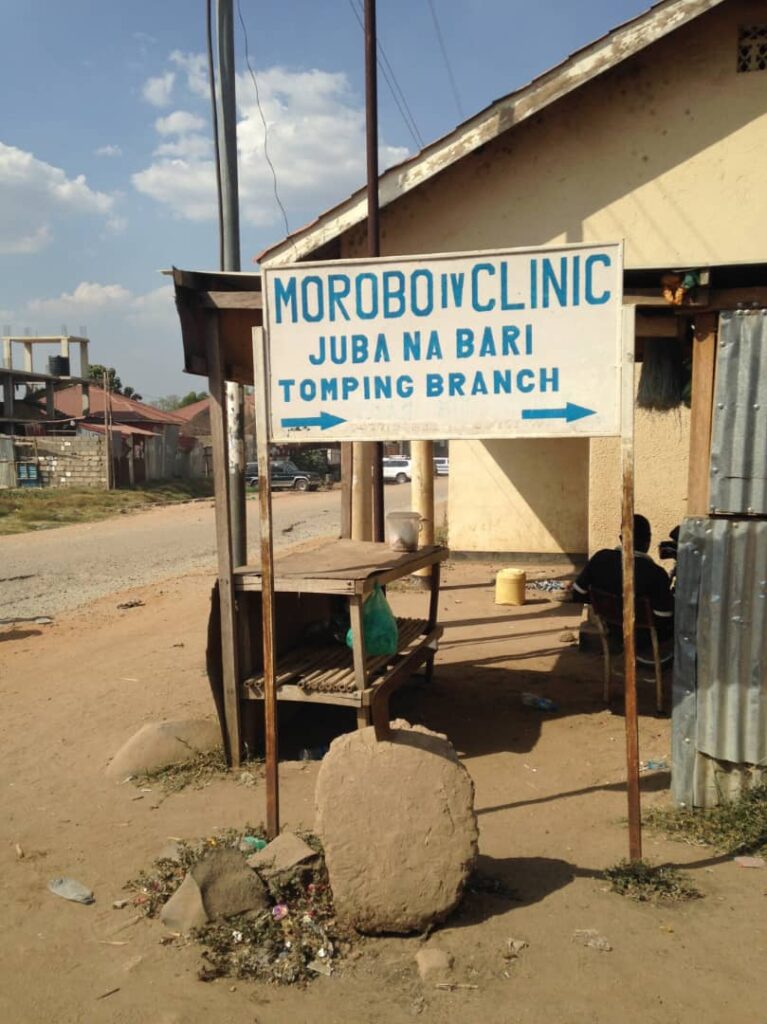 MOROBO IV CLINIC
JUBA NA BARI
TOMPING BRANCH